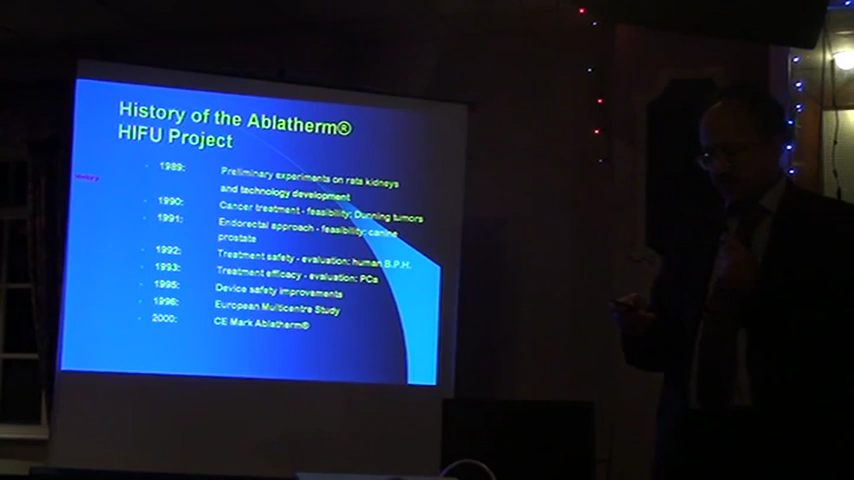 History of the Ablatherm®
HIFU Project
1989: Preliminary experiments on rats kidneys
and technology development
1990: Cancer treatment - feasibility: Dunning tumors
1991: Endorectal approach - feasibility: canine
prostate
1992: Treatment safety - evaluation: human B.P.H.
1993: Treatment efficacy - evaluation: PCa
1995: Device safety improvements
1996: European Multicentre Study
2000: CE Mark Ablatherm®